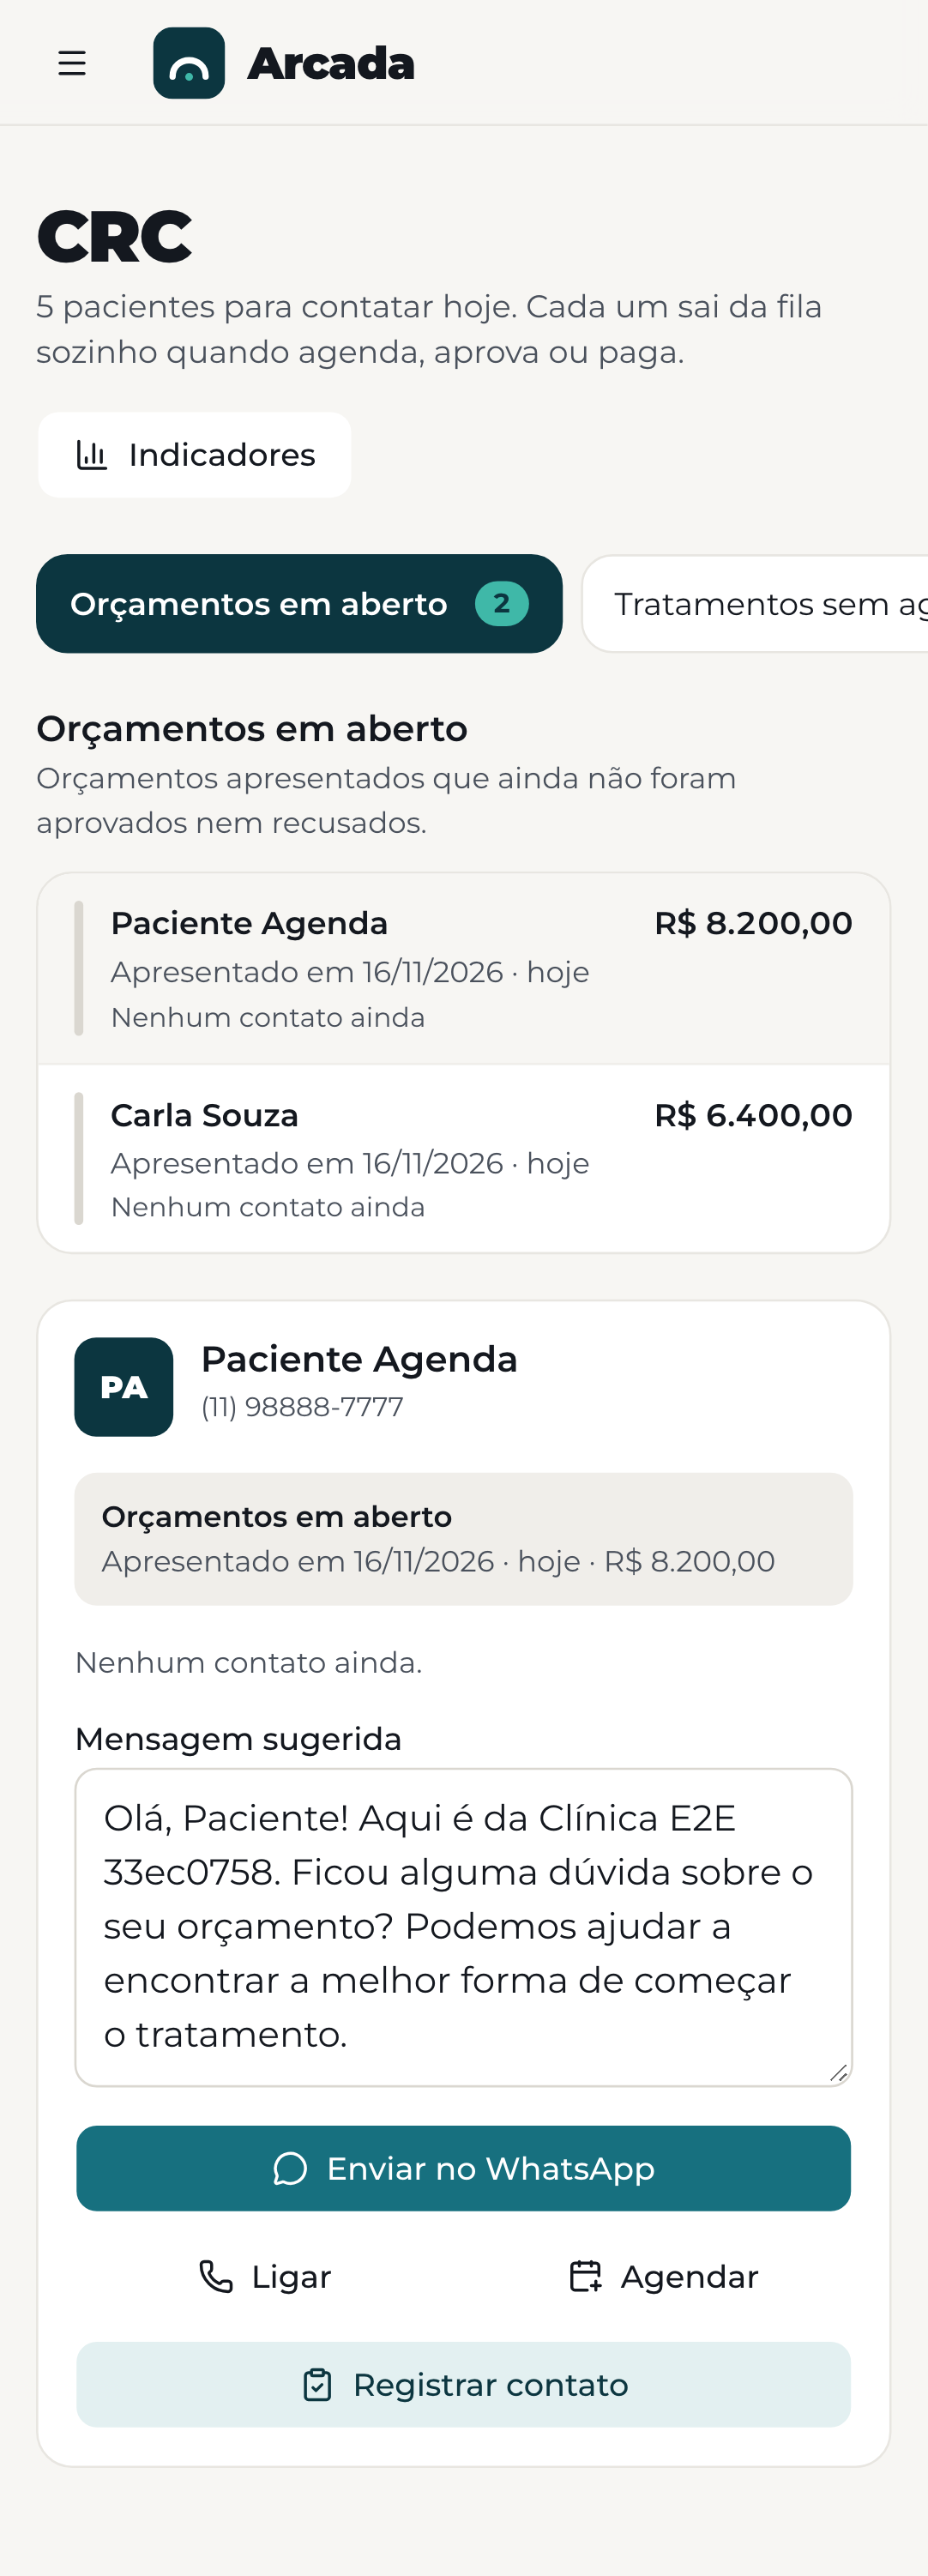 Arcada
CRC
5 pacientes para contatar hoje. Cada um sai da fila
sozinho quando agenda, aprova ou paga.
Indicadores
Orçamentos em aberto 2
Tratamentos sem
Orçamentos em aberto
Orçamentos apresentados que ainda não foram
aprovados nem recusados.
Paciente Agenda R$ 8.200,00
Apresentado em 16/11/2026 · hoje
Nenhum contato ainda
Carla Souza R$ 6.400,00
Apresentado em 16/11/2026 · hoje
Nenhum contato ainda
PA
Paciente Agenda
(11) 98888-7777
Orçamentos em aberto
Apresentado em 16/11/2026 · hoje · R$ 8.200,00
Nenhum contato ainda.
Mensagem sugerida
Olá, Paciente! Aqui é da Clínica E2E
33ec0758. Ficou alguma dúvida sobre o
seu orçamento? Podemos ajudar a
encontrar a melhor forma de começar
o tratamento.
Enviar no WhatsApp
Ligar
Agendar
Registrar contato